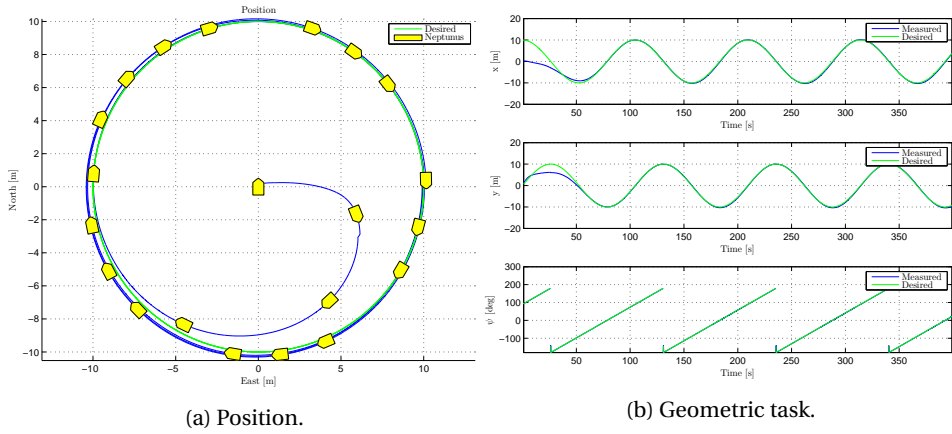 Position
Desired
Neptunus
10
8
6
4
2
0
−2
−4
−6
−8
−10
North [m]
−10
−5
0
5
10
East [m]
(a) Position.
20
10
0
−10
−20
x [m]
Measured
Desired
50
100
150
200
250
300
350
Time [s]
20
10
0
−10
−20
y [m]
Measured
Desired
50
100
150
200
250
300
350
Time [s]
300
200
100
0
−100
ψ [deg]
Measured
Desired
50
100
150
200
250
300
350
Time [s]
(b) Geometric task.